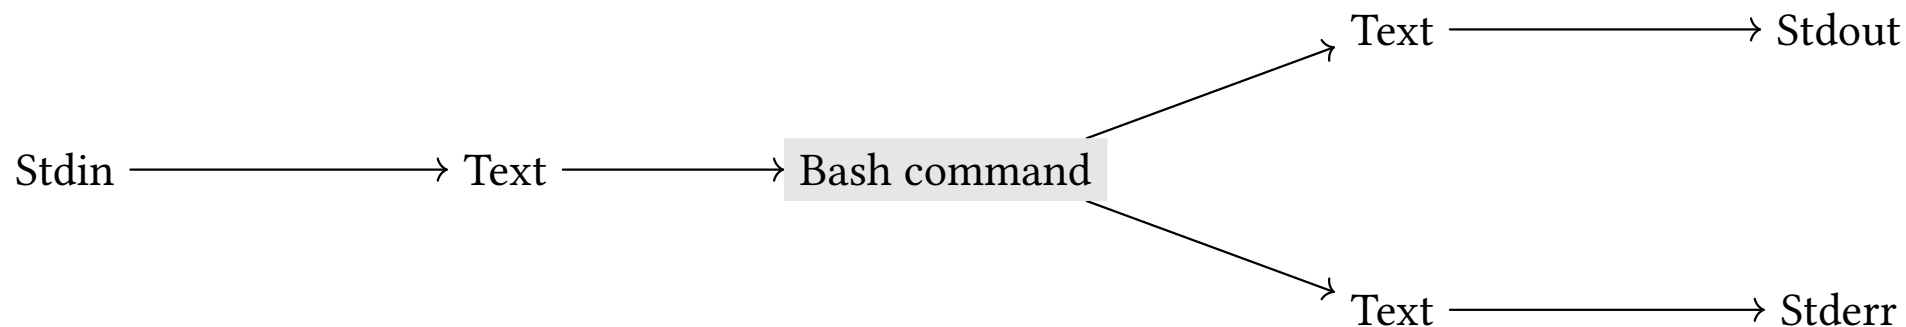 Text
Stdout
Stdin
Text
Bash command
Text
Stderr